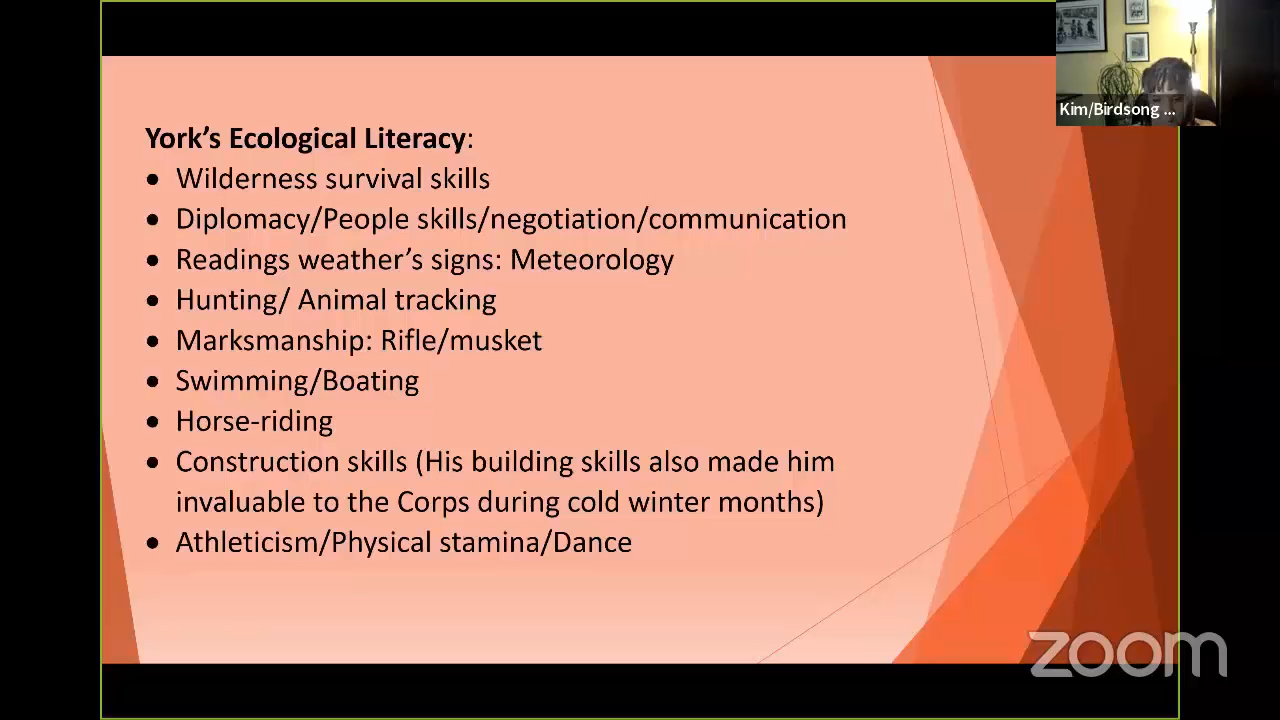 York's Ecological Literacy:
• Wilderness survival skills
• Diplomacy/People skills/negotiation/communication
• Readings weather's signs: Meteorology
• Hunting/ Animal tracking
• Marksmanship: Rifle/musket
• Swimming/Boating
• Horse-riding
• Construction skills (His building skills also made him
invaluable to the Corps during cold winter months)
• Athleticism/Physical stamina/Dance
Kim/Birdsong ...
zoom